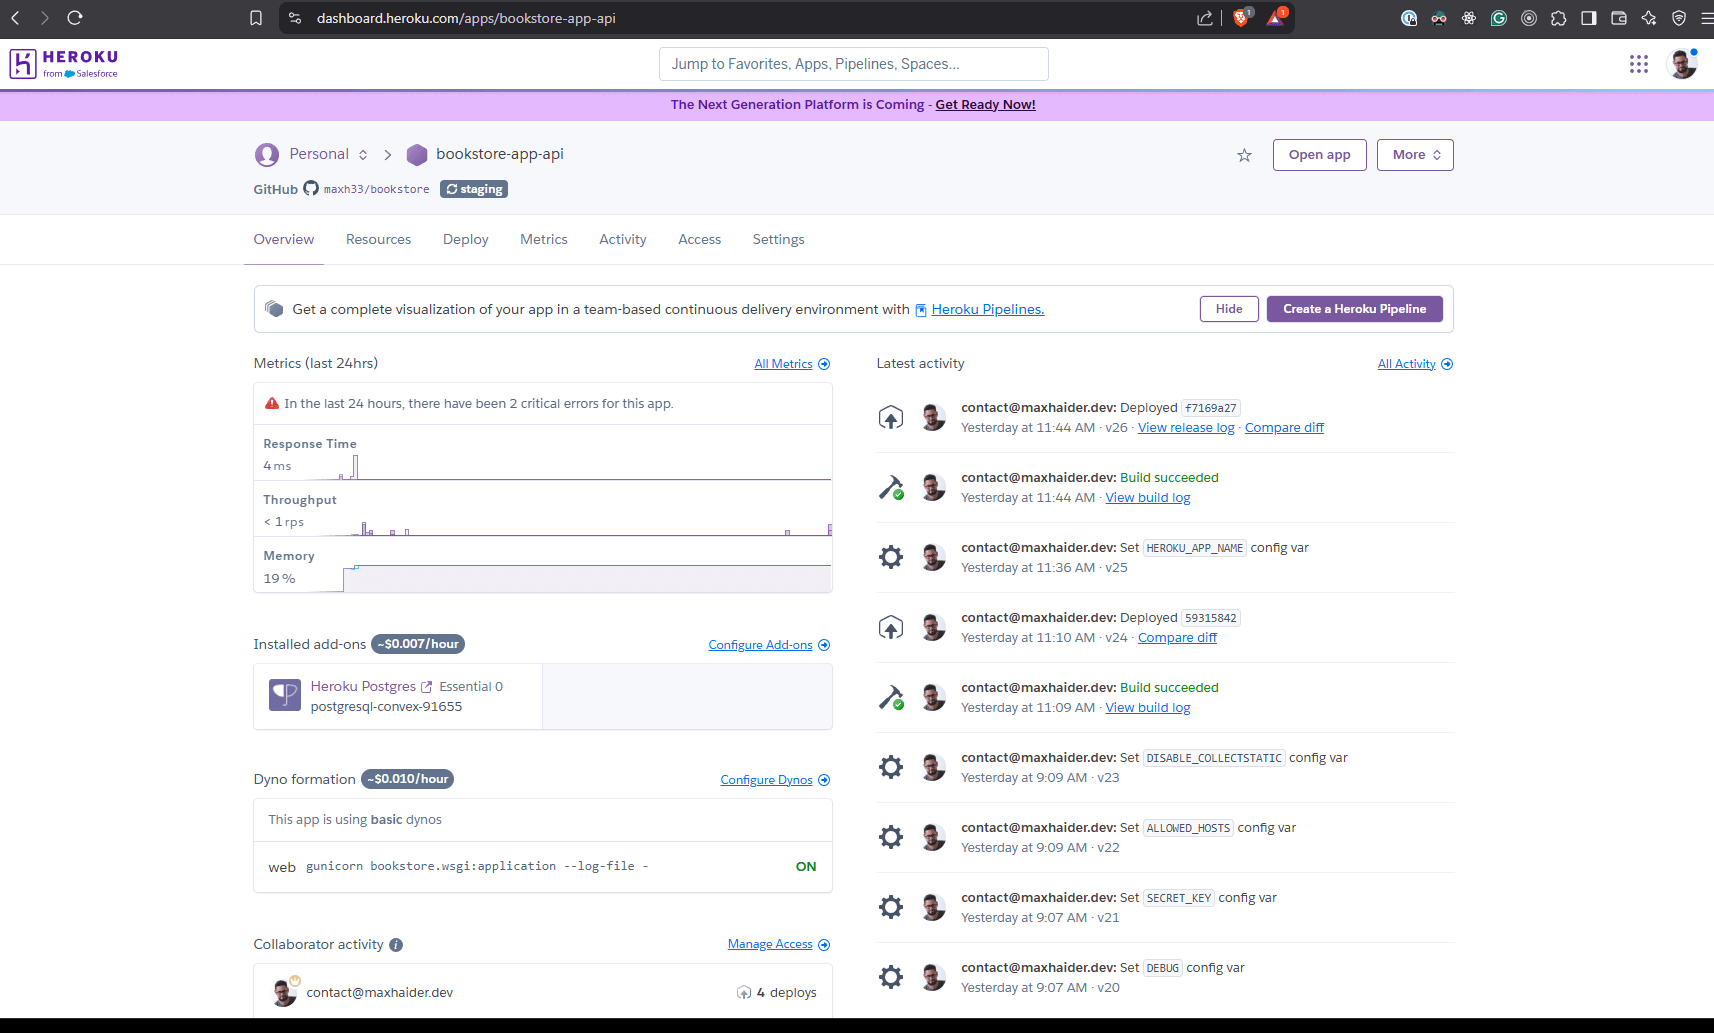 dashboard.heroku.com/apps/bookstore-app-api
1
1
HEROKU
from Salesforce
Jump to Favorites, Apps, Pipelines, Spaces...
The Next Generation Platform is Coming - Get Ready Now!
Personal
bookstore-app-api
Open app
More
GitHub maxh33/bookstore staging
Overview
Resources
Deploy
Metrics
Activity
Access
Settings
Get a complete visualization of your app in a team-based continuous delivery environment with Heroku Pipelines.
Hide
Create a Heroku Pipeline
Metrics (last 24hrs)
All Metrics
In the last 24 hours, there have been 2 critical errors for this app.
Response Time
4 ms
Throughput
< 1 rps
Memory
19 %
Installed add-ons ~$0.007/hour
Configure Add-ons
Heroku Postgres Essential 0
postgresql-convex-91655
Dyno formation ~$0.010/hour
Configure Dynos
This app is using basic dynos
web gunicorn bookstore.wsgi:application --log-file - ON
Collaborator activity
Manage Access
contact@maxhaider.dev
4 deploys
Latest activity
All Activity
contact@maxhaider.dev: Deployed f7169a27
Yesterday at 11:44 AM · v26 · View release log · Compare diff
contact@maxhaider.dev: Build succeeded
Yesterday at 11:44 AM · View build log
contact@maxhaider.dev: Set HEROKU_APP_NAME config var
Yesterday at 11:36 AM · v25
contact@maxhaider.dev: Deployed 59315842
Yesterday at 11:10 AM · v24 · Compare diff
contact@maxhaider.dev: Build succeeded
Yesterday at 11:09 AM · View build log
contact@maxhaider.dev: Set DISABLE_COLLECTSTATIC config var
Yesterday at 9:09 AM · v23
contact@maxhaider.dev: Set ALLOWED_HOSTS config var
Yesterday at 9:09 AM · v22
contact@maxhaider.dev: Set SECRET_KEY config var
Yesterday at 9:07 AM · v21
contact@maxhaider.dev: Set DEBUG config var
Yesterday at 9:07 AM · v20